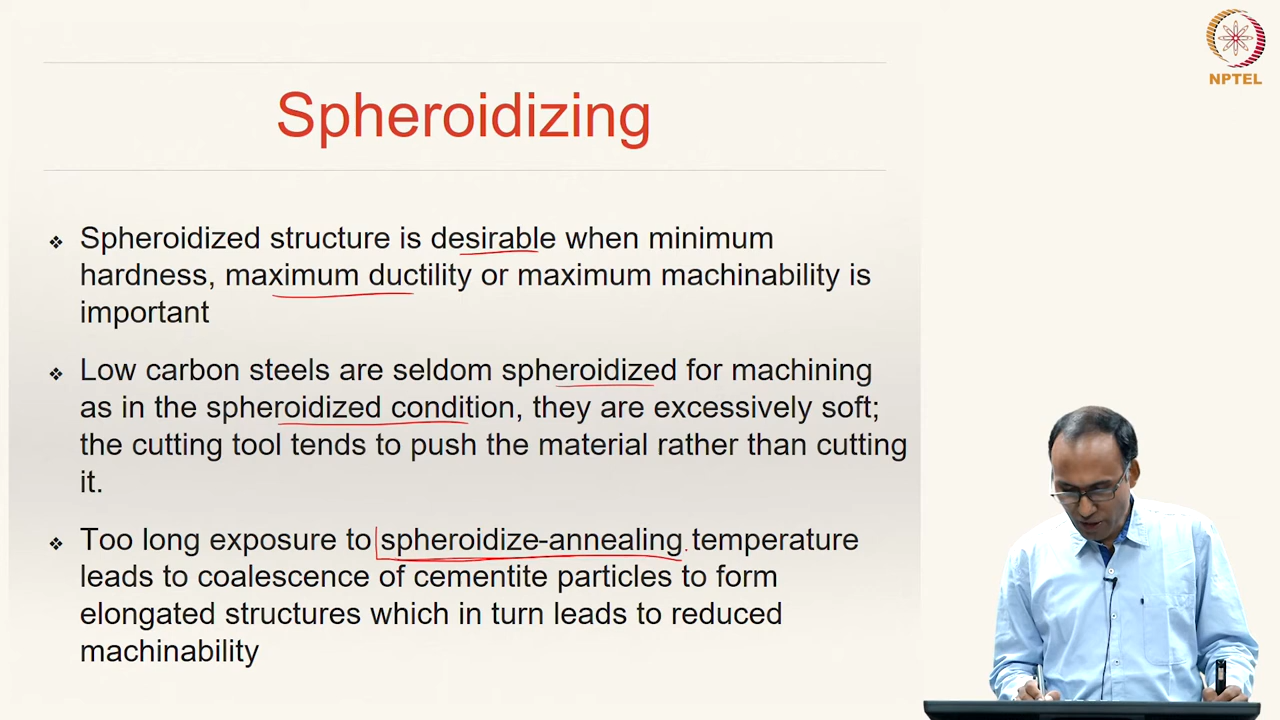 NPTEL
Spheroidizing
❖ Spheroidized structure is desirable when minimum
hardness, maximum ductility or maximum machinability is
important
❖ Low carbon steels are seldom spheroidized for machining
as in the spheroidized condition, they are excessively soft;
the cutting tool tends to push the material rather than cutting
it.
❖ Too long exposure to spheroidize-annealing temperature
leads to coalescence of cementite particles to form
elongated structures which in turn leads to reduced
machinability